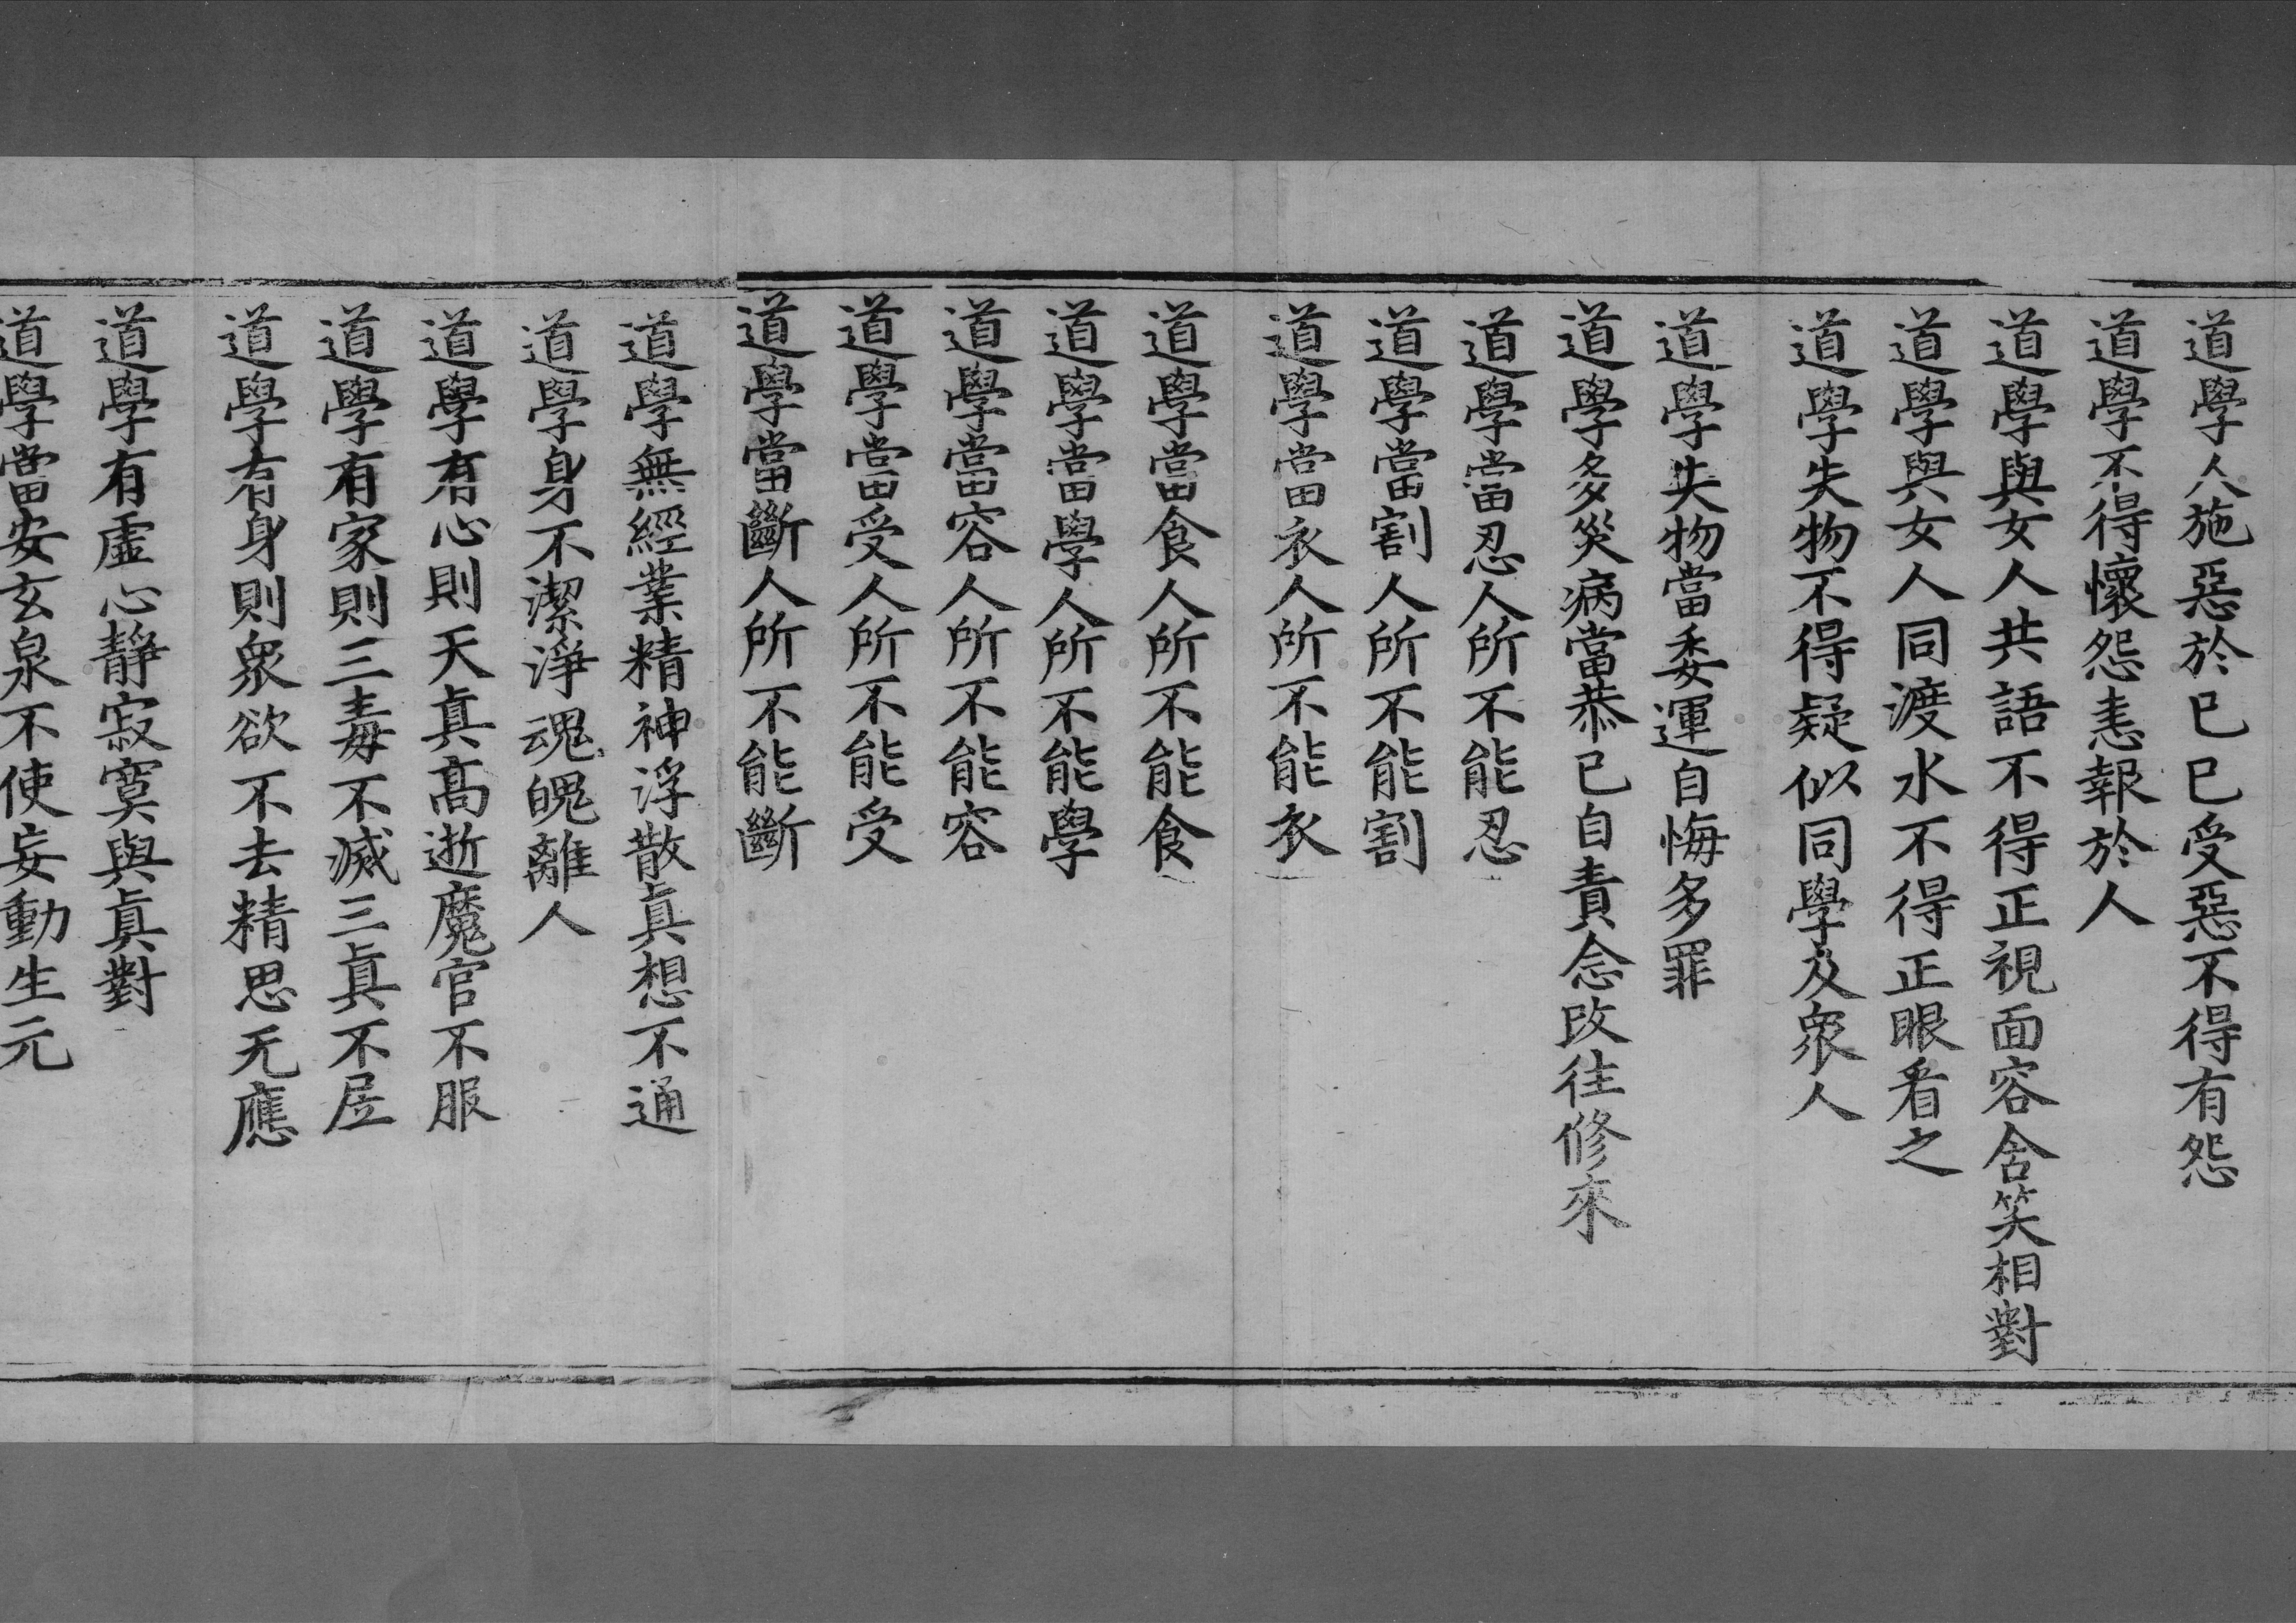 道學人施惡於已已受惡不得有怨
道學不得懷怨恚報於人
道學與女人共語不得正視面容含笑相對
道學與女人同渡水不得正眼看之
道學失物不得疑似同學及衆人
道學失物當委運自悔多罪
道學多災病當恭已自責念改往修來
道學當忍人所不能忍
道學當割人所不能割
道學當衣人所不能衣
道學當食人所不能食
道學當學人所不能學
道學當容人所不能容
道學當受人所不能受
道學當斷人所不能斷
道學無經業精神浮散真想不通
道學身不潔淨魂魄離人
道學有心則天真高逝魔官不服
道學有家則三毒不滅三真不居
道學有身則衆欲不去精思无應
道學有虛心靜寂寞與真對
道學當安玄泉不使妄動生元